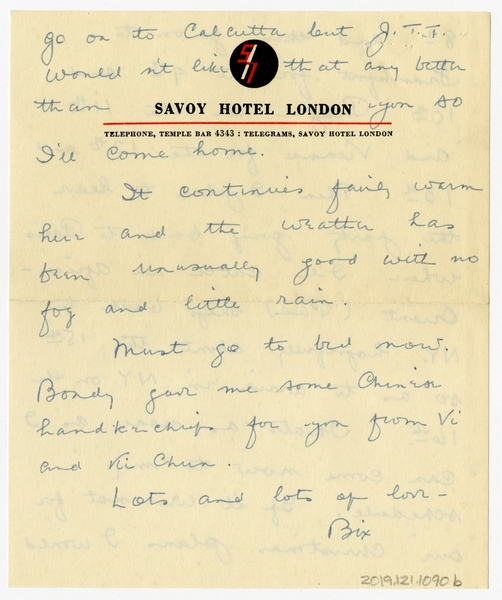 go on to Calcutta but J.T.T.
would n't like that any better
than you so
SAVOY HOTEL LONDON
TELEPHONE, TEMPLE BAR 4343 : TELEGRAMS, SAVOY HOTEL LONDON
I'll come home.
It continues fairly warm
here and the weather has
been unusually good with no
fog and little rain.
Must go to bed now.
Bondy gave me some Chinese
handkerchiefs for you from Vi
and Ki Chun.
Lots and lots of love -
Bix
2019.121.1090 b